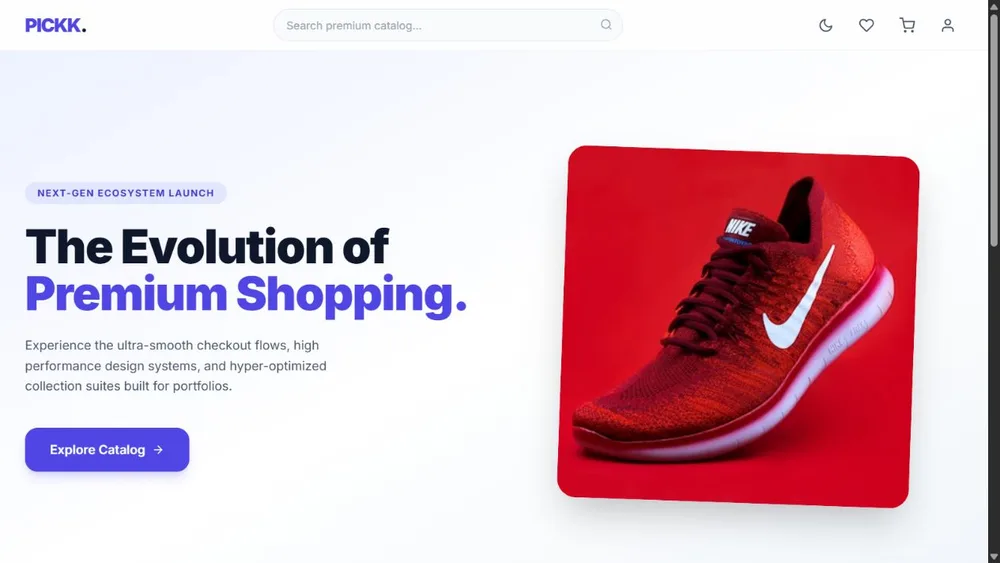 PICKK.
Search premium catalog...
NEXT-GEN ECOSYSTEM LAUNCH
The Evolution of
Premium Shopping.
Experience the ultra-smooth checkout flows, high
performance design systems, and hyper-optimized
collection suites built for portfolios.
Explore Catalog →
NIKE